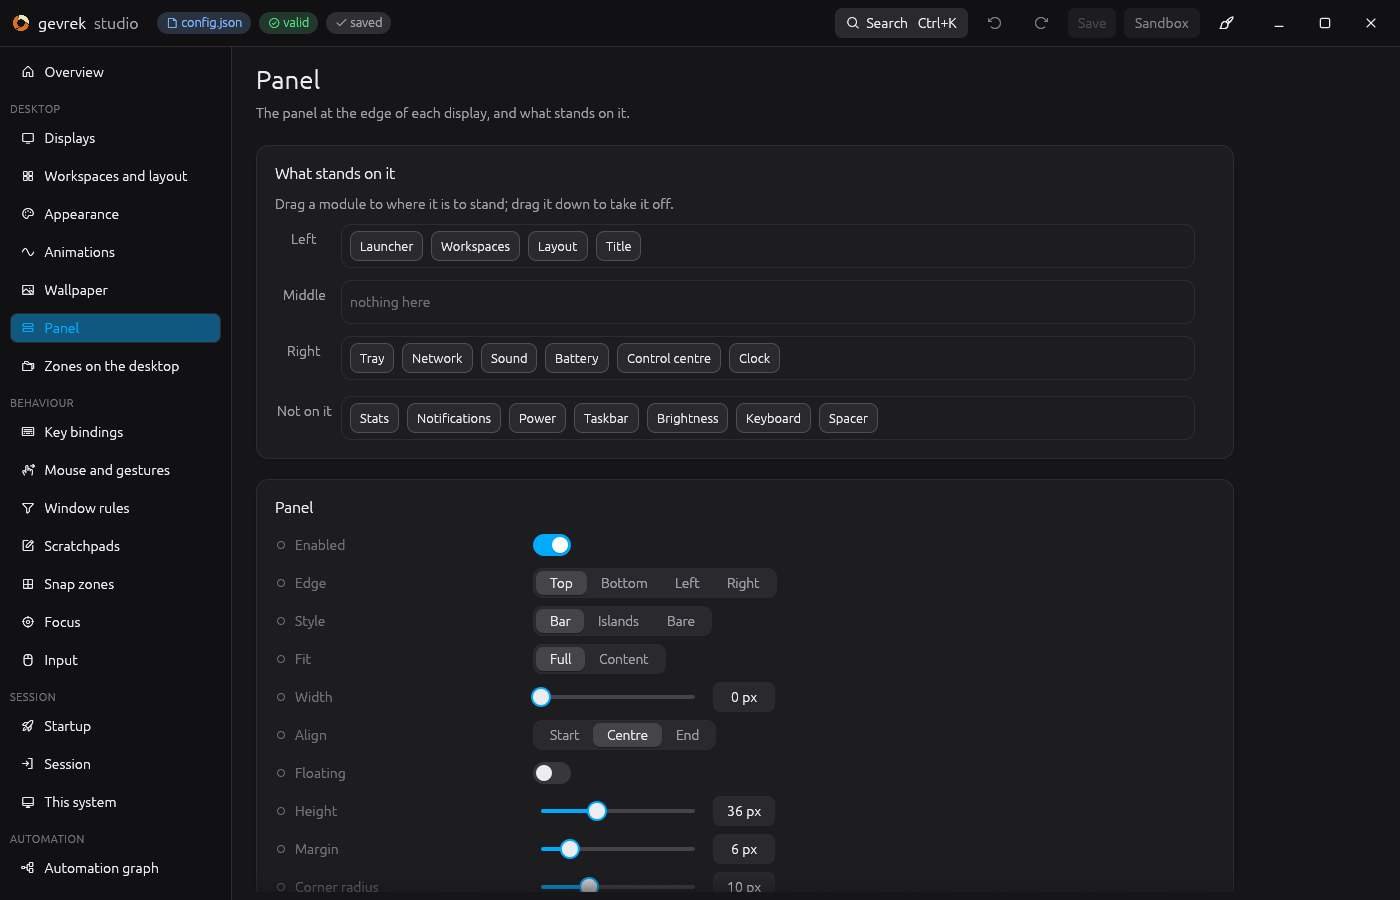 gevrek studio config.json valid saved Search Ctrl+K Save Sandbox
Overview
DESKTOP
Displays
Workspaces and layout
Appearance
Animations
Wallpaper
Panel
Zones on the desktop
BEHAVIOUR
Key bindings
Mouse and gestures
Window rules
Scratchpads
Snap zones
Focus
Input
SESSION
Startup
Session
This system
AUTOMATION
Automation graph
Panel
The panel at the edge of each display, and what stands on it.
What stands on it
Drag a module to where it is to stand; drag it down to take it off.
Left Launcher Workspaces Layout Title
Middle nothing here
Right Tray Network Sound Battery Control centre Clock
Not on it Stats Notifications Power Taskbar Brightness Keyboard Spacer
Panel
Enabled
Edge Top Bottom Left Right
Style Bar Islands Bare
Fit Full Content
Width 0 px
Align Start Centre End
Floating
Height 36 px
Margin 6 px
Corner radius 10 px